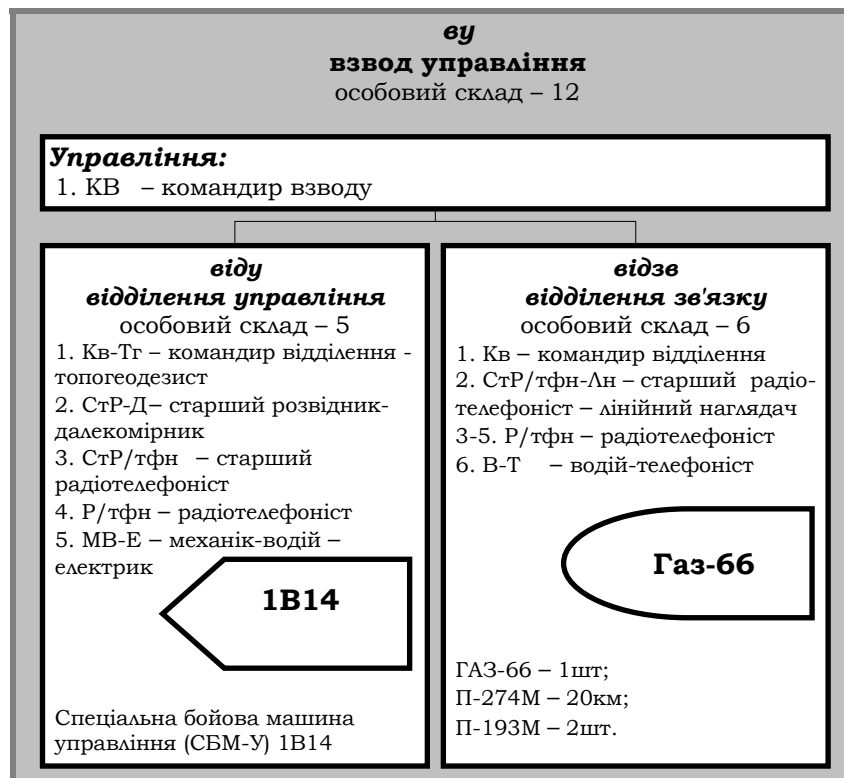 ву
взвод управління
особовий склад – 12
Управління:
1. КВ – командир взводу
віду
відділення управління
особовий склад – 5
1. Кв-Тг – командир відділення -
топогеодезист
2. СтР-Д– старший розвідник-
далекомірник
3. СтР/тфн – старший
радіотелефоніст
4. Р/тфн – радіотелефоніст
5. МВ-Е – механік-водій –
електрик
1В14
Спеціальна бойова машина
управління (СБМ-У) 1В14
відзв
відділення зв'язку
особовий склад – 6
1. Кв – командир відділення
2. СтР/тфн-Лн – старший радіо-
телефоніст – лінійний наглядач
3-5. Р/тфн – радіотелефоніст
6. В-Т – водій-телефоніст
Газ-66
ГАЗ-66 – 1шт;
П-274М – 20км;
П-193М – 2шт.